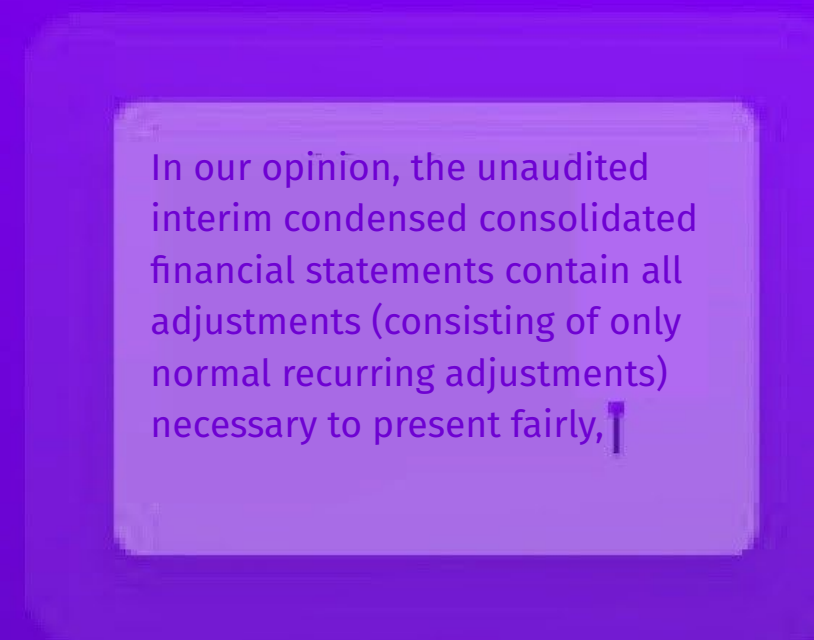 In our opinion, the unaudited
interim condensed consolidated
financial statements contain all
adjustments (consisting of only
normal recurring adjustments)
necessary to present fairly,